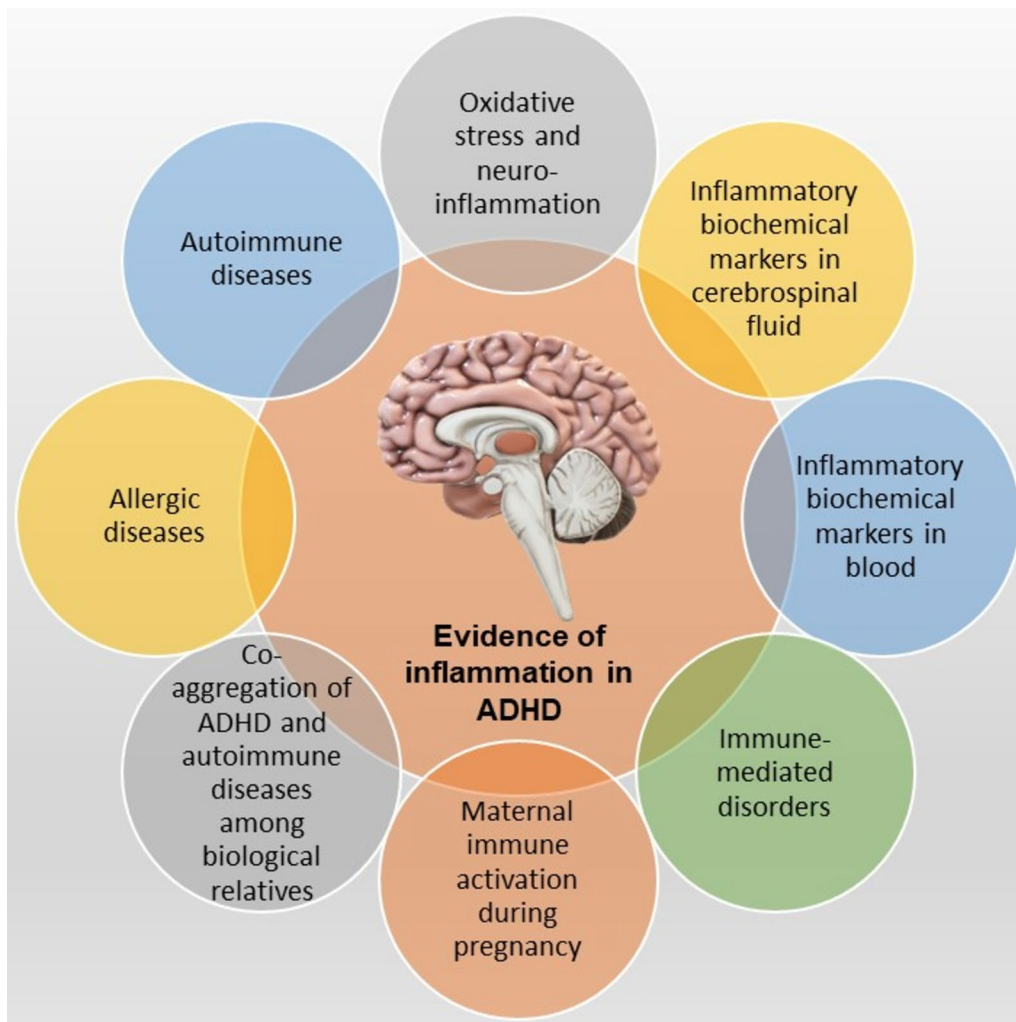 Oxidative
stress and
neuro-
inflammation
Inflammatory
biochemical
markers in
cerebrospinal
fluid
Inflammatory
biochemical
markers in
blood
Immune-
mediated
disorders
Maternal
immune
activation
during
pregnancy
Co-
aggregation of
ADHD and
autoimmune
diseases
among
biological
relatives
Allergic
diseases
Autoimmune
diseases
Evidence of
inflammation in
ADHD